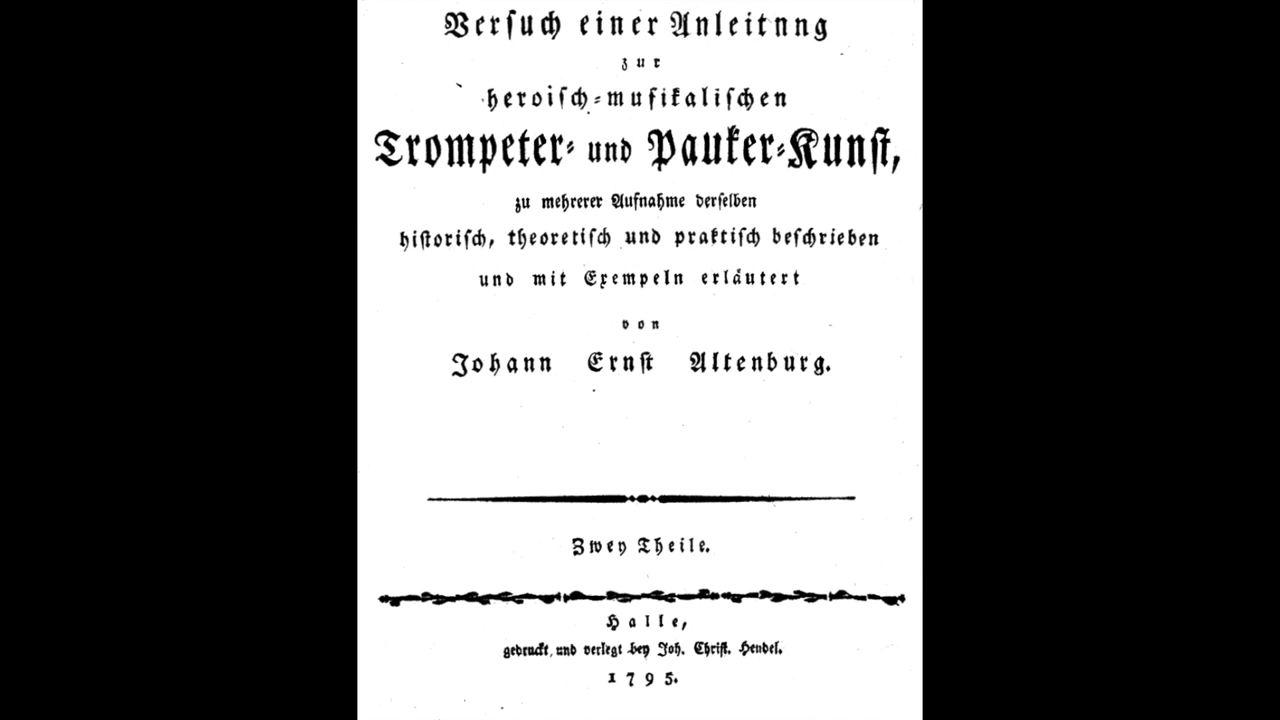 Versuch einer Anleitnng
zur
heroisch-musikalischen
Trompeter- und Pauker-Kunst,
zu mehrerer Aufnahme derselben
historisch, theoretisch und praktisch beschrieben
und mit Exempeln erläutert
von
Johann Ernst Altenburg.
Zwey Theile.
Halle,
gedruckt und verlegt bey Joh. Christ. Hendel.
1795.